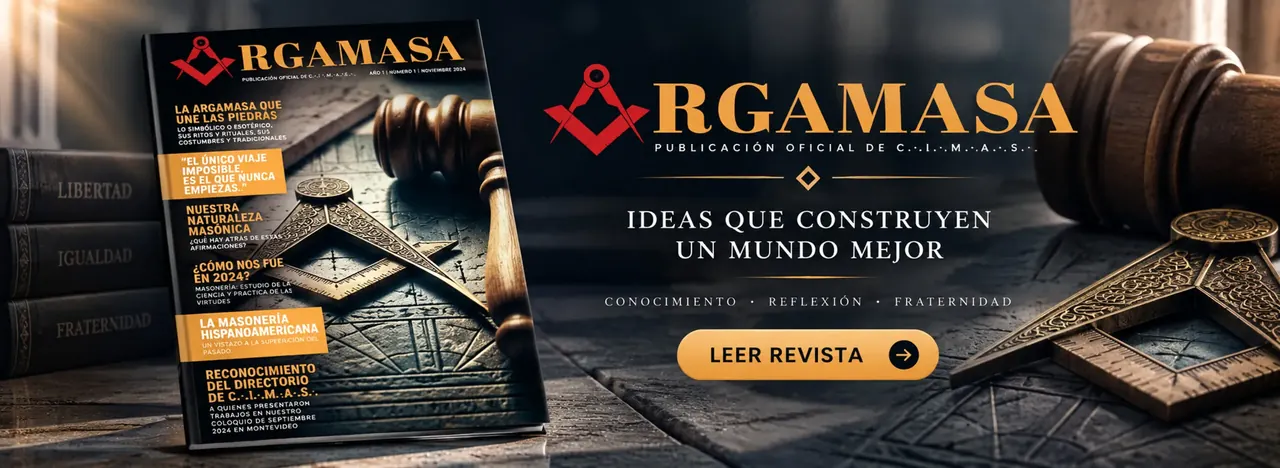 LIBERTAD
IGUALDAD
FRATERNIDAD
RGAMASA
PUBLICACIÓN OFICIAL DE C.·.I.·.M.·.A.·.S.·. AÑO 1 | NÚMERO 1 | NOVIEMBRE 2024
LA ARGAMASA QUE
UNE LAS PIEDRAS
LO SIMBÓLICO O ESOTÉRICO,
SUS RITOS Y RITUALES, SUS
COSTUMBRES Y TRADICIONALES
"EL ÚNICO VIAJE
IMPOSIBLE,
ES EL QUE NUNCA
EMPIEZAS."
NUESTRA
NATURALEZA
MASÓNICA
¿QUÉ HAY ATRÁS DE ESTAS
AFIRMACIONES?
¿CÓMO NOS FUE
EN 2024?
MASONERÍA: ESTUDIO DE LA
CIENCIA Y PRACTICA DE LAS
VIRTUDES
LA MASONERÍA
HISPANOAMERICANA
UN VISTAZO A LA
DEL
PASADO
RECONOCIMIENTO
DEL DIRECTORIO
DE C.·.I.·.M.·.A.·.S.·.
A QUIENES PRESENTARON
TRABAJOS EN NUESTRO
COLOQUIO DE SEPTIEMBRE
2024 EN MONTEVIDEO
RGAMASA
PUBLICACIÓN OFICIAL DE C.·.I.·.M.·.A.·.S.·.
IDEAS QUE CONSTRUYEN
UN MUNDO MEJOR
CONOCIMIENTO · REFLEXIÓN · FRATERNIDAD
LEER REVISTA